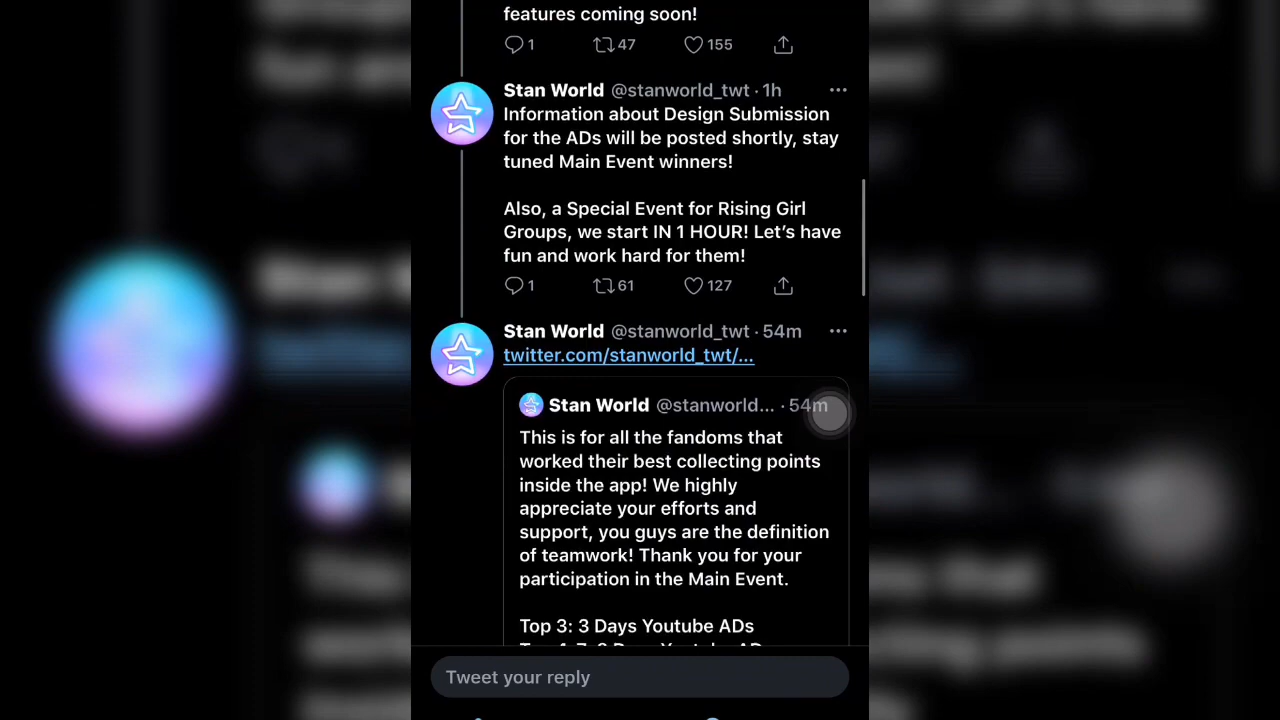 features coming soon!
1 47 155
Stan World @stanworld_twt · 1h
Information about Design Submission
for the ADs will be posted shortly, stay
tuned Main Event winners!
Also, a Special Event for Rising Girl
Groups, we start IN 1 HOUR! Let’s have
fun and work hard for them!
1 61 127
Stan World @stanworld_twt · 54m
twitter.com/stanworld_twt/...
Stan World @stanworld... · 54m
This is for all the fandoms that
worked their best collecting points
inside the app! We highly
appreciate your efforts and
support, you guys are the definition
of teamwork! Thank you for your
participation in the Main Event.
Top 3: 3 Days Youtube ADs
Tweet your reply